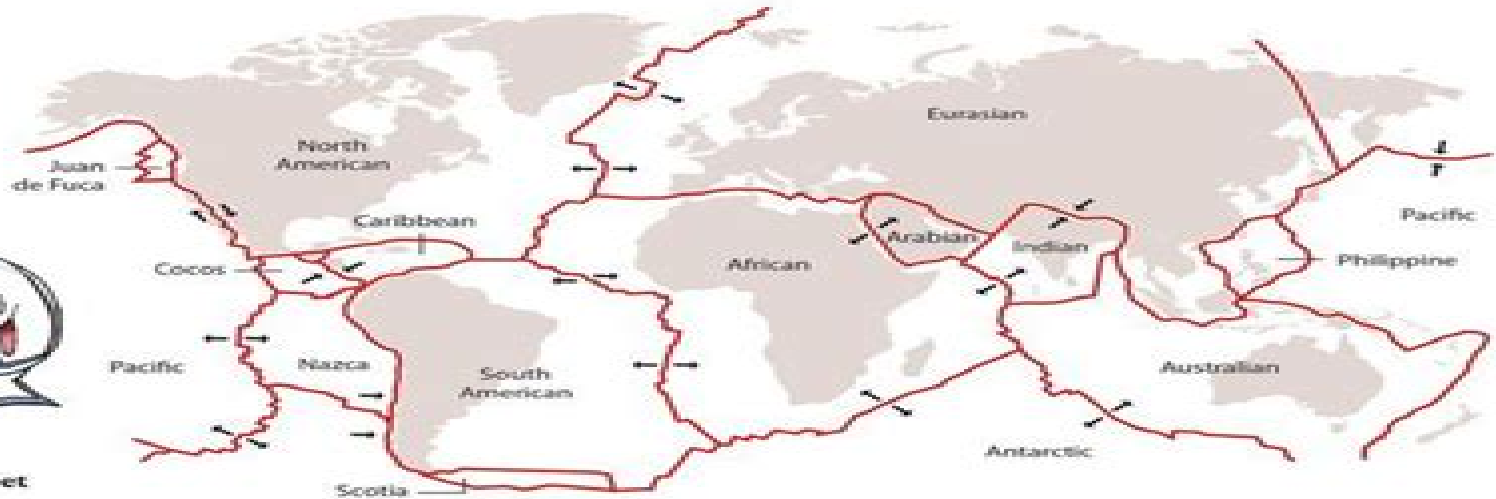 Eurasian
North
American
Juan
de Fuca
Pacific
Caribbean
Arabian
Indian
Cocos
African
Philippine
Pacific
Nazca
South
American
Australian
Antarctic
Scotia
et